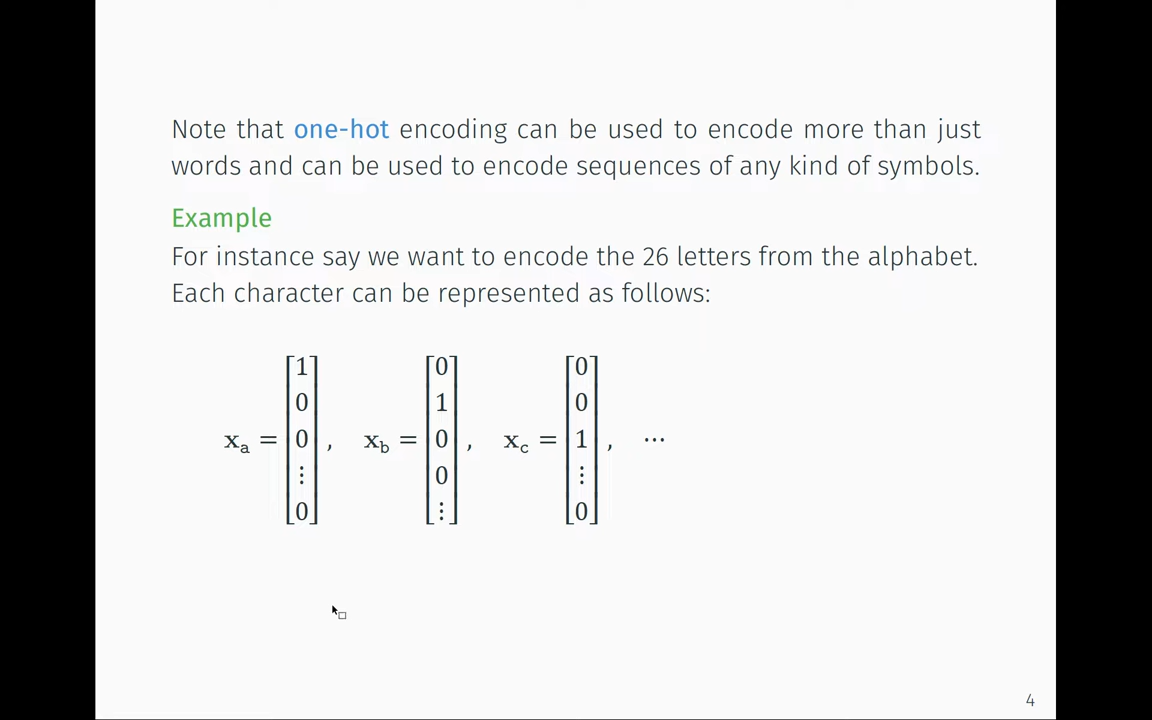 Note that one-hot encoding can be used to encode more than just
words and can be used to encode sequences of any kind of symbols.
Example
For instance say we want to encode the 26 letters from the alphabet.
Each character can be represented as follows:
x_a = [1 0 0 ⋮ 0], x_b = [0 1 0 0 ⋮], x_c = [0 0 1 ⋮ 0], ⋯
4